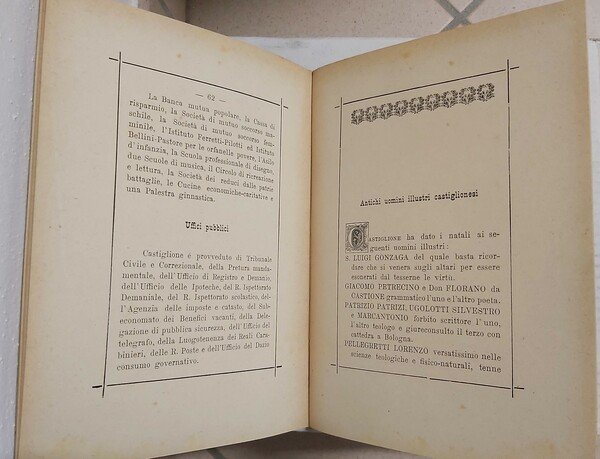 — 62 —
La Banca mutua popolare, la Cassa di
risparmio, la Società di mutuo soccorso ma-
schile, la Società di mutuo soccorso fem-
minile, l'Istituto Ferretti-Pilotti ed Istituto
Bellini-Pastore per le orfanelle povere, l'Asilo
d'infanzia, la Scuola professionale di disegno,
due Scuole di musica, il Circolo di ricreazione
e lettura, la Società dei reduci dalle patrie
battaglie, le Cucine economiche-caritative e
una Palestra ginnastica.
Uffici pubblici
Castiglione è provveduto di Tribunale
Civile e Correzionale, della Pretura manda-
mentale, dell'Ufficio di Registro e Demanio,
dell'Ufficio delle Ipoteche, del R. Ispettorato
Demaniale, del R. Ispettorato scolastico, del-
l'Agenzia delle imposte e catasto, del Sub-
economato dei Benefici vacanti, della Dele-
gazione di pubblica sicurezza, dell'Ufficio del
telegrafo, della Luogotenenza dei Reali Cara-
binieri, delle R. Poste e dell'Ufficio del Dazio
consumo governativo.
Antichi uomini illustri castiglionesi
CASTIGLIONE ha dato i natali ai se-
guenti uomini illustri:
S. LUIGI GONZAGA del quale basta ricor-
dare che si venera sugli altari per essere
esonerati dal tesserne le virtù.
GIACOMO PETRECINO e Don FLORANO da
CASTIONE grammatico l'uno e l'altro poeta.
PATRIZIO PATRIZI, UGOLOTTI SILVESTRO
e MARCANTONIO forbito scrittore l'uno,
l'altro teologo e giureconsulto il terzo con
cattedra a Bologna.
PELLEGRETTI LORENZO versatissimo nelle
scienze teologiche e fisico-naturali, tenne